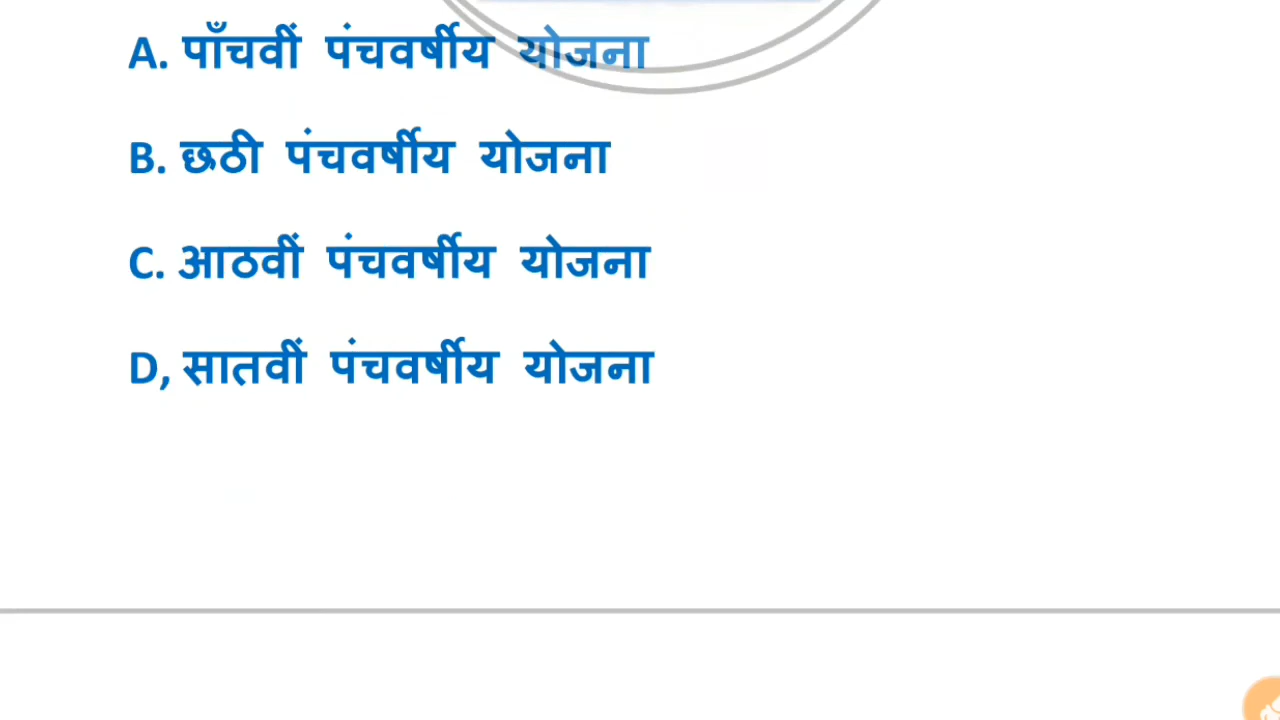 A. पाँचवीं पंचवर्षीय योजना
B. छठी पंचवर्षीय योजना
C. आठवीं पंचवर्षीय योजना
D, सातवीं पंचवर्षीय योजना